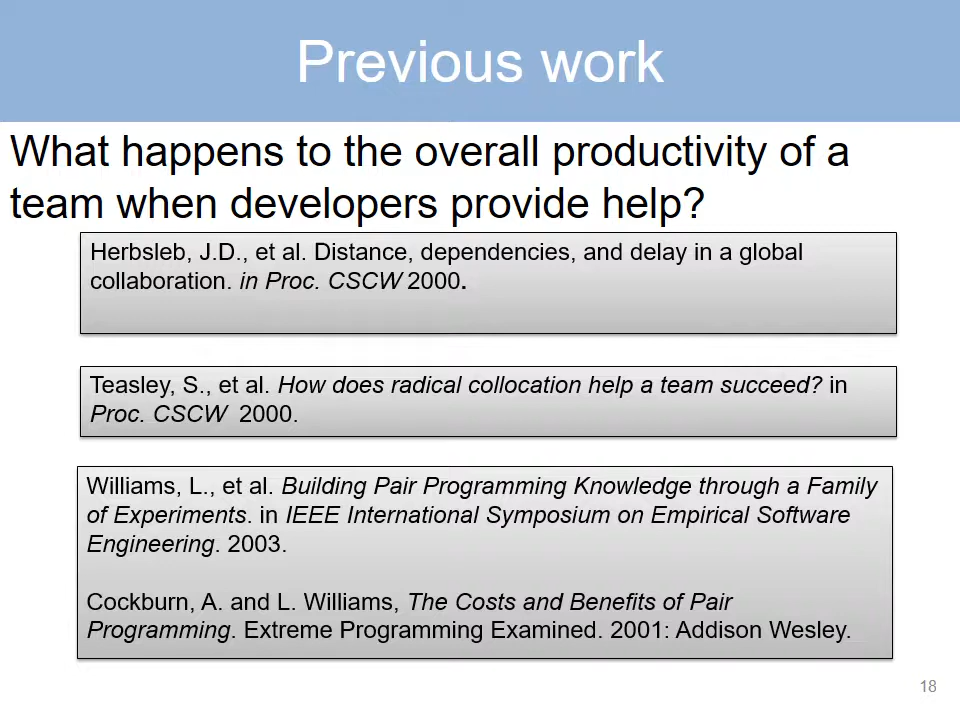 Previous work
What happens to the overall productivity of a
team when developers provide help?
Herbsleb, J.D., et al. Distance, dependencies, and delay in a global
collaboration. in Proc. CSCW 2000.
Teasley, S., et al. How does radical collocation help a team succeed? in
Proc. CSCW  2000.
Williams, L., et al. Building Pair Programming Knowledge through a Family
of Experiments. in IEEE International Symposium on Empirical Software
Engineering. 2003.
Cockburn, A. and L. Williams, The Costs and Benefits of Pair
Programming. Extreme Programming Examined. 2001: Addison Wesley.
18